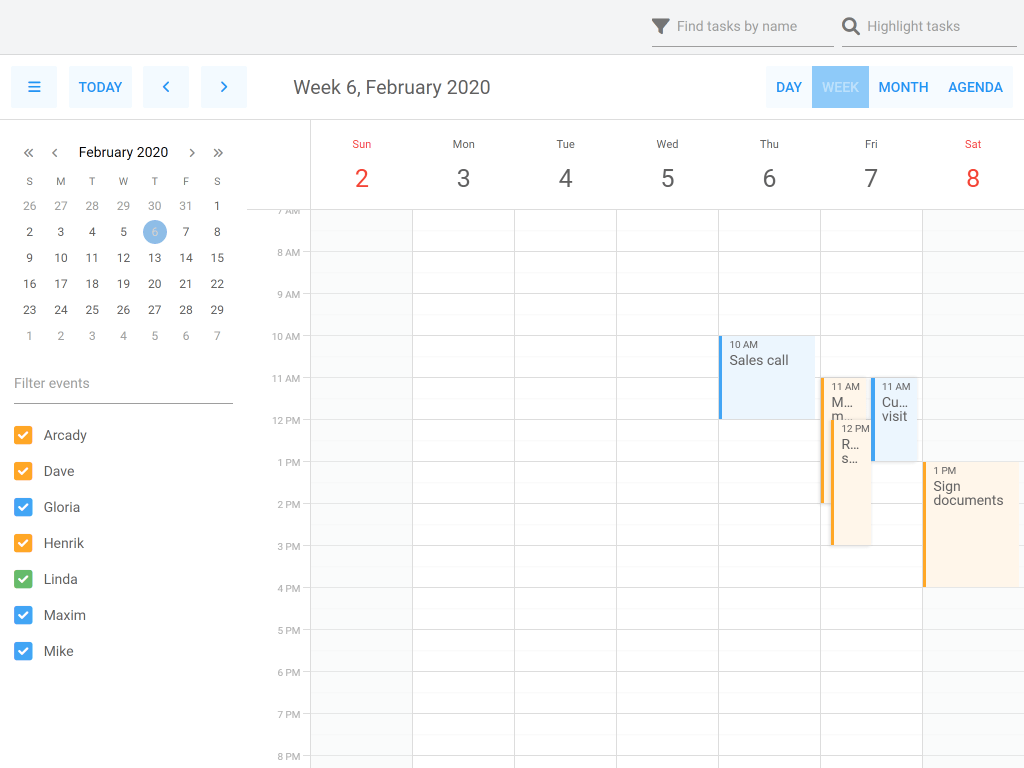 Find tasks by name
Highlight tasks
TODAY
Week 6, February 2020
DAY
WEEK
MONTH
AGENDA
February 2020
S M T W T F S
26 27 28 29 30 31 1
2 3 4 5 6 7 8
9 10 11 12 13 14 15
16 17 18 19 20 21 22
23 24 25 26 27 28 29
1 2 3 4 5 6 7
Filter events
Arcady
Dave
Gloria
Henrik
Linda
Maxim
Mike
Sun Mon Tue Wed Thu Fri Sat
2 3 4 5 6 7 8
7 AM
8 AM
9 AM
10 AM
11 AM
12 PM
1 PM
2 PM
3 PM
4 PM
5 PM
6 PM
7 PM
8 PM
10 AM
Sales call
11 AM
M...
m...
12 PM
R...
s...
11 AM
Cu...
visit
1 PM
Sign
documents